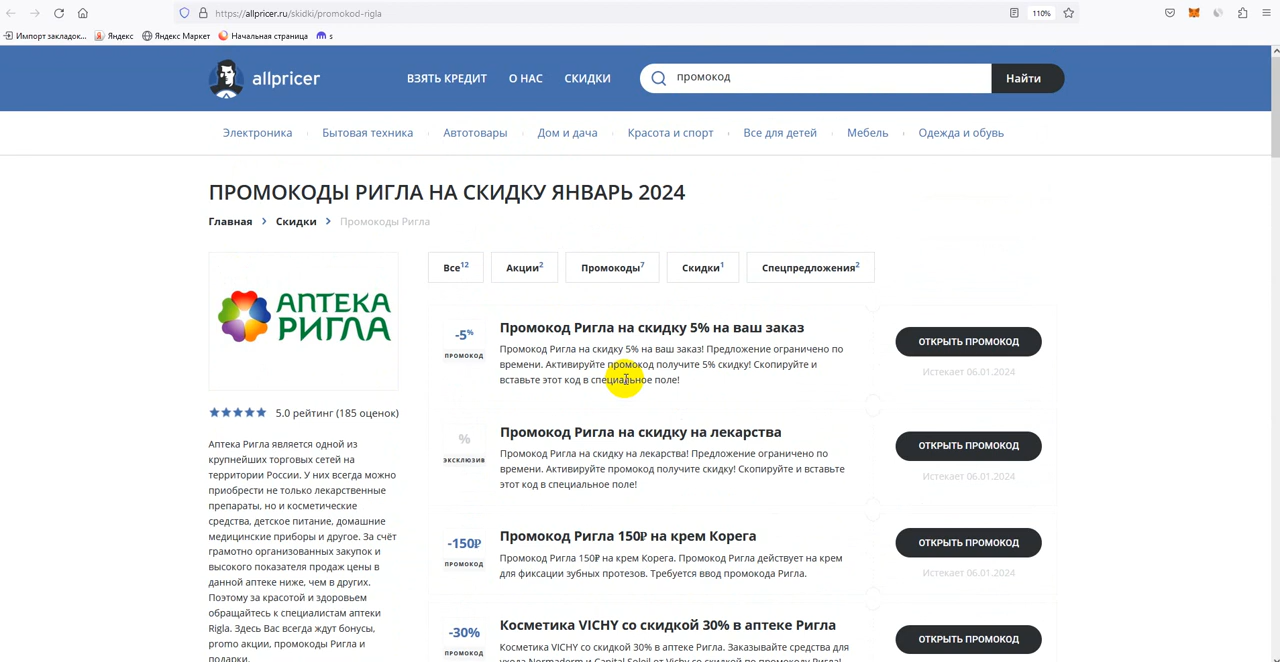 https://allpricer.ru/skidki/promokod-rigla
110%
Импорт закладок...
Яндекс
Яндекс Маркет
Начальная страница
s
allpricer
ВЗЯТЬ КРЕДИТ
О НАС
СКИДКИ
промокод
Найти
Электроника
Бытовая техника
Автотовары
Дом и дача
Красота и спорт
Все для детей
Мебель
Одежда и обувь
ПРОМОКОДЫ РИГЛА НА СКИДКУ ЯНВАРЬ 2024
Главная > Скидки > Промокоды Ригла
АПТЕКА
РИГЛА
5.0 рейтинг (185 оценок)
Аптека Ригла является одной из
крупнейших торговых сетей на
территории России. У них всегда можно
приобрести не только лекарственные
препараты, но и косметические
средства, детское питание, домашние
медицинские приборы и другое. За счёт
грамотно организованных закупок и
высокого показателя продаж цены в
данной аптеке ниже, чем в других.
Поэтому за красотой и здоровьем
обращайтесь к специалистам аптеки
Rigla. Здесь Вас всегда ждут бонусы,
promo акции, промокоды Ригла и
подарки.
Все12
Акции2
Промокоды7
Скидки1
Спецпредложения2
-5%
ПРОМОКОД
Промокод Ригла на скидку 5% на ваш заказ
Промокод Ригла на скидку 5% на ваш заказ! Предложение ограничено по
времени. Активируйте промокод получите 5% скидку! Скопируйте и
вставьте этот код в специальное поле!
ОТКРЫТЬ ПРОМОКОД
Истекает 06.01.2024
%
ЭКСКЛЮЗИВ
Промокод Ригла на скидку на лекарства
Промокод Ригла на скидку на лекарства! Предложение ограничено по
времени. Активируйте промокод получите скидку! Скопируйте и вставьте
этот код в специальное поле!
ОТКРЫТЬ ПРОМОКОД
Истекает 06.01.2024
-150₽
ПРОМОКОД
Промокод Ригла 150₽ на крем Корега
Промокод Ригла 150₽ на крем Корега. Промокод Ригла действует на крем
для фиксации зубных протезов. Требуется ввод промокода Ригла.
ОТКРЫТЬ ПРОМОКОД
Истекает 06.01.2024
-30%
ПРОМОКОД
Косметика VICHY со скидкой 30% в аптеке Ригла
Косметика VICHY со скидкой 30% в аптеке Ригла. Заказывайте средства для
ухода Normaderm и Capital Soleil от Vichy со скидкой по промокоду Ригла!
ОТКРЫТЬ ПРОМОКОД